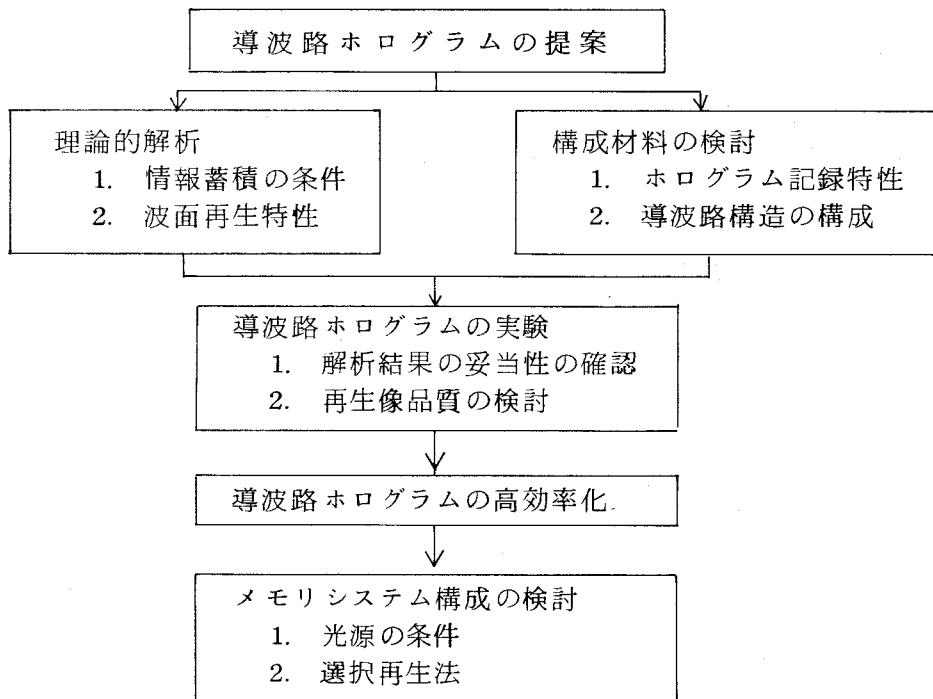 導波路ホログラムの提案
理論的解析
1. 情報蓄積の条件
2. 波面再生特性
構成材料の検討
1. ホログラム記録特性
2. 導波路構造の構成
導波路ホログラムの実験
1. 解析結果の妥当性の確認
2. 再生像品質の検討
導波路ホログラムの高効率化
メモリシステム構成の検討
1. 光源の条件
2. 選択再生法